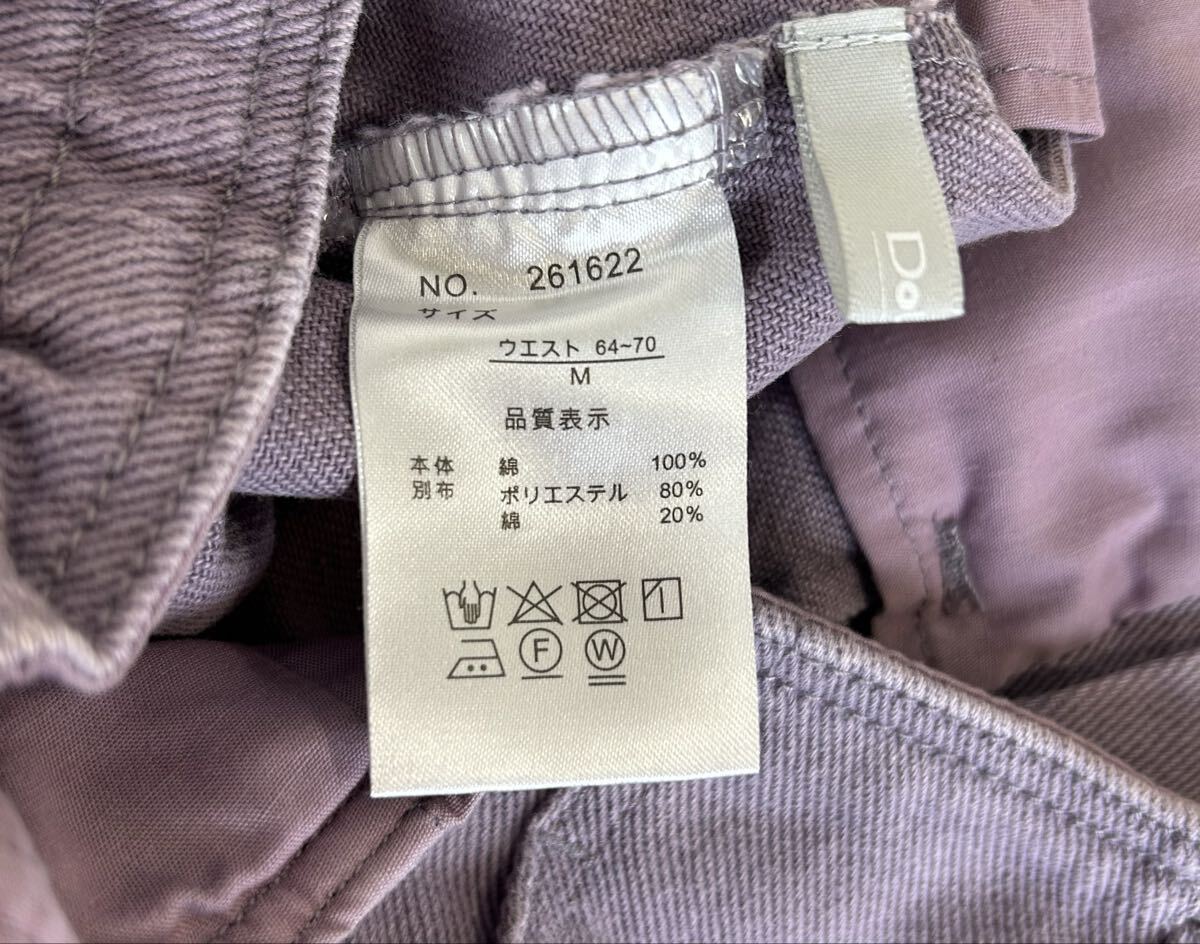 NO. 261622
サイズ
ウエスト 64~70
M
品質表示
本体 綿 100%
別布 ポリエステル 80%
綿 20%
F W
Do